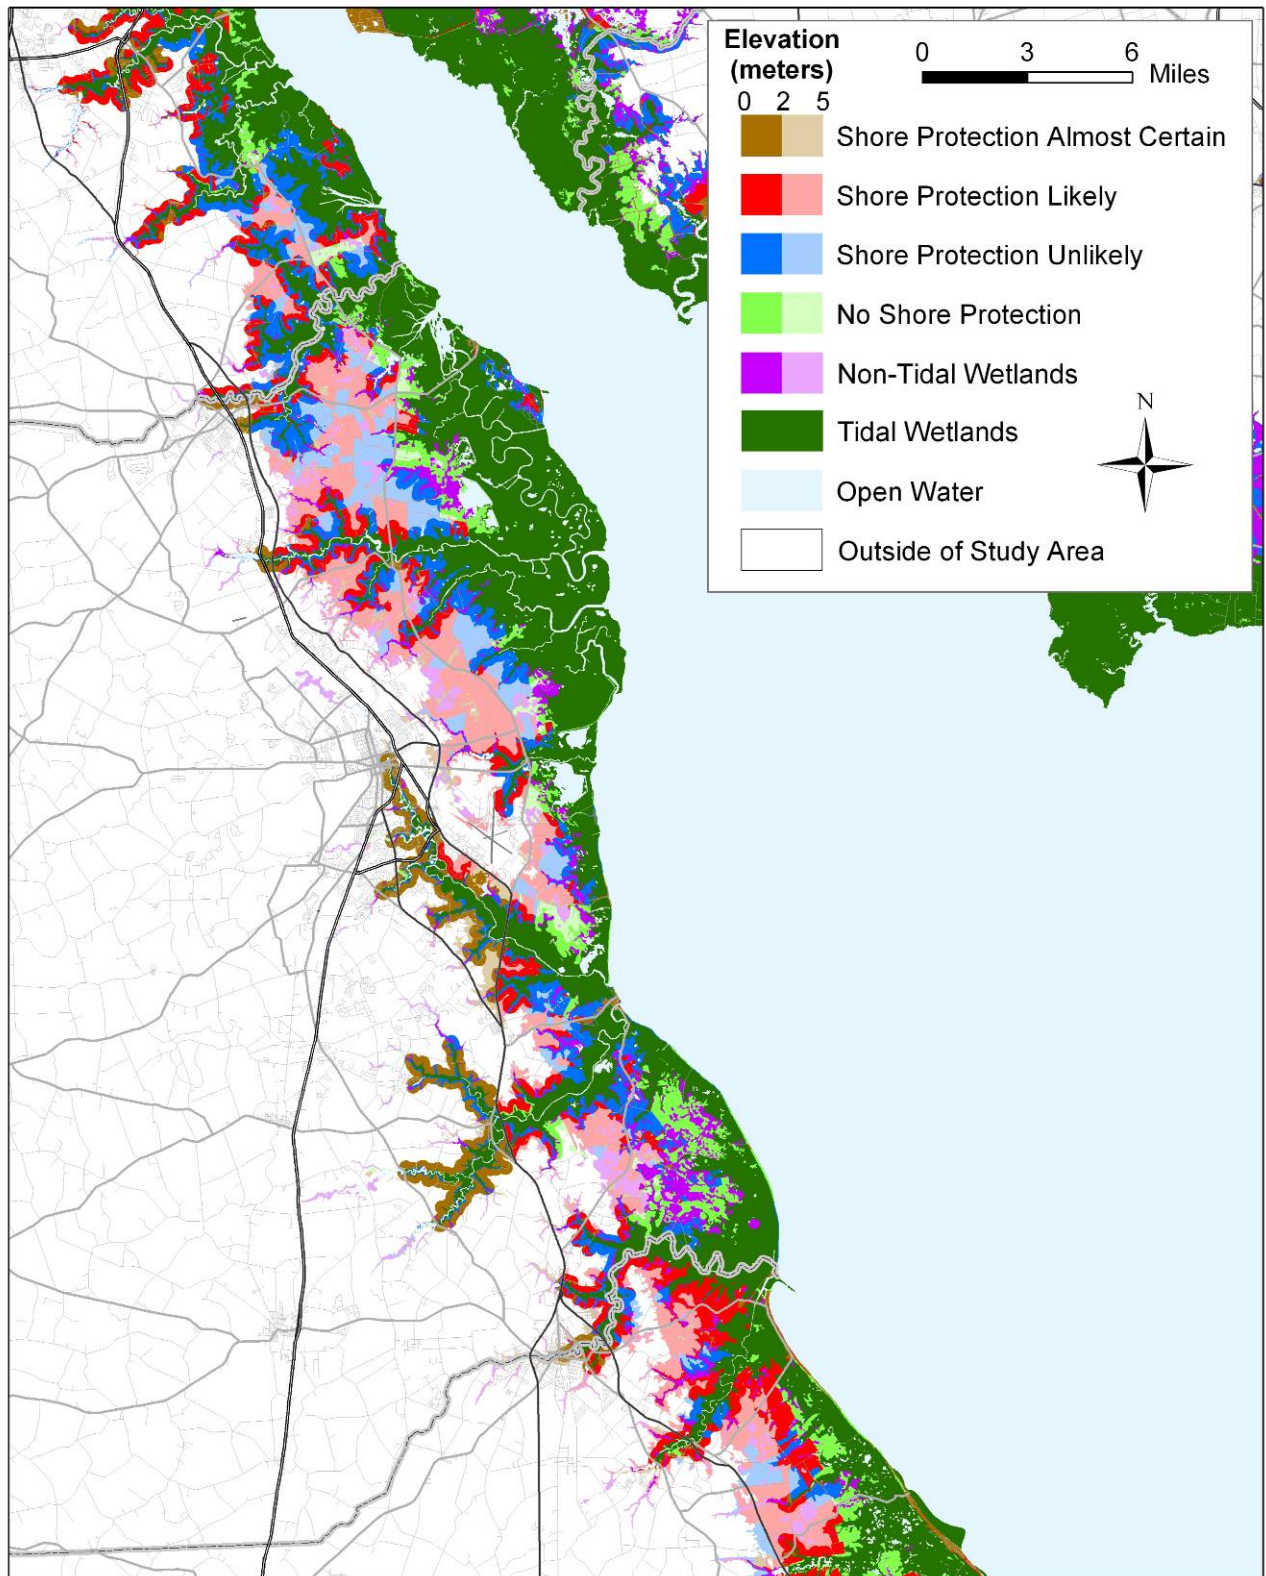 Elevation
(meters)
0 2 5
0 3 6
Miles
Shore Protection Almost Certain
Shore Protection Likely
Shore Protection Unlikely
No Shore Protection
Non-Tidal Wetlands
N
Tidal Wetlands
Open Water
Outside of Study Area